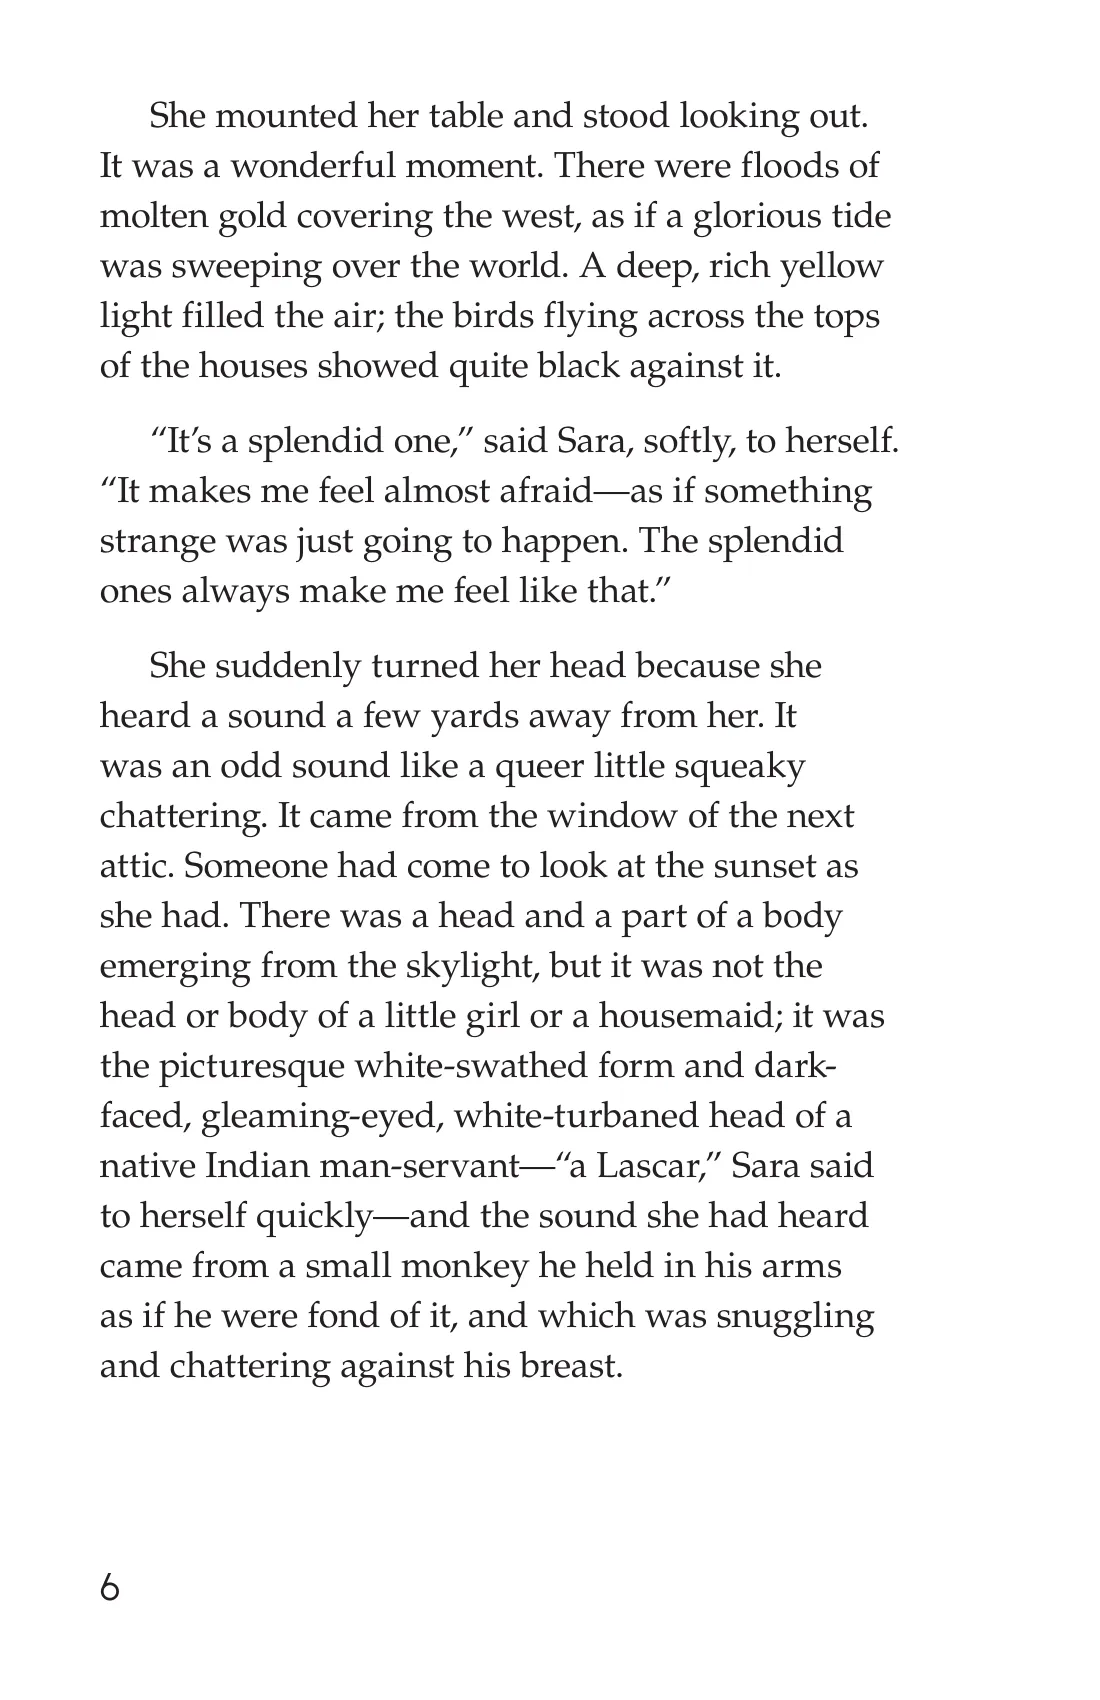 She mounted her table and stood looking out.
It was a wonderful moment. There were floods of
molten gold covering the west, as if a glorious tide
was sweeping over the world. A deep, rich yellow
light filled the air; the birds flying across the tops
of the houses showed quite black against it.
“It’s a splendid one,” said Sara, softly, to herself.
“It makes me feel almost afraid—as if something
strange was just going to happen. The splendid
ones always make me feel like that.”
She suddenly turned her head because she
heard a sound a few yards away from her. It
was an odd sound like a queer little squeaky
chattering. It came from the window of the next
attic. Someone had come to look at the sunset as
she had. There was a head and a part of a body
emerging from the skylight, but it was not the
head or body of a little girl or a housemaid; it was
the picturesque white-swathed form and dark-
faced, gleaming-eyed, white-turbaned head of a
native Indian man-servant—“a Lascar,” Sara said
to herself quickly—and the sound she had heard
came from a small monkey he held in his arms
as if he were fond of it, and which was snuggling
and chattering against his breast.
6